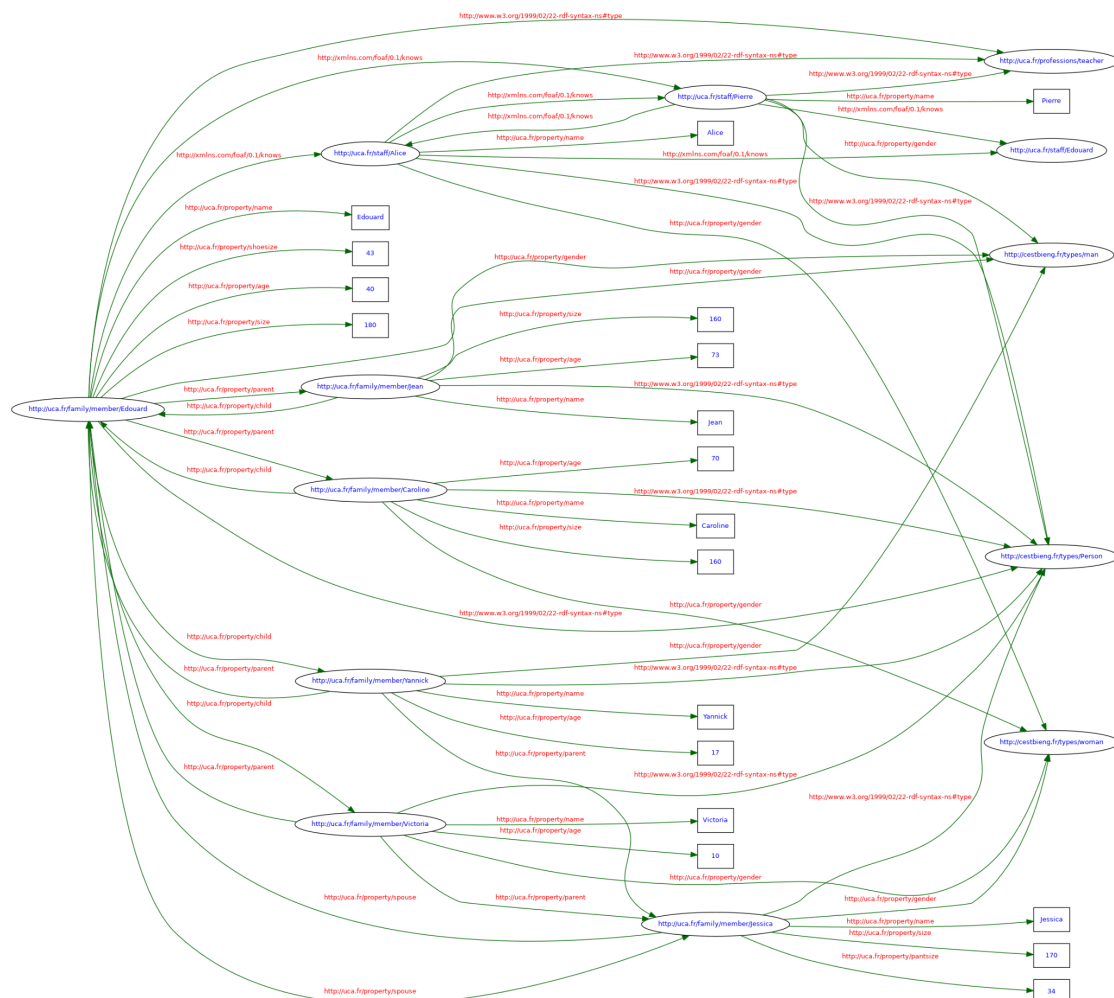 http://www.w3.org/1999/02/22-rdf-syntax-ns#type
http://xmlns.com/foaf/0.1/knows
http://www.w3.org/1999/02/22-rdf-syntax-ns#type
http://uca.fr/professions/teacher
http://www.w3.org/1999/02/22-rdf-syntax-ns#type
http://xmlns.com/foaf/0.1/knows
http://uca.fr/staff/Pierre
http://uca.fr/property/name
Pierre
http://xmlns.com/foaf/0.1/knows
http://xmlns.com/foaf/0.1/knows
http://uca.fr/property/name
Alice
http://uca.fr/property/gender
http://uca.fr/staff/Edouard
http://xmlns.com/foaf/0.1/knows
http://uca.fr/staff/Alice
http://xmlns.com/foaf/0.1/knows
http://www.w3.org/1999/02/22-rdf-syntax-ns#type
http://www.w3.org/1999/02/22-rdf-syntax-ns#type
http://uca.fr/property/name
Edouard
http://uca.fr/property/gender
http://uca.fr/property/shoesize
43
http://uca.fr/property/gender
http://cestbieng.fr/types/man
http://uca.fr/property/gender
http://uca.fr/property/age
40
http://uca.fr/property/size
180
http://uca.fr/property/size
160
http://uca.fr/property/age
73
http://uca.fr/property/parent
http://uca.fr/family/member/Jean
http://www.w3.org/1999/02/22-rdf-syntax-ns#type
http://uca.fr/family/member/Edouard
http://uca.fr/property/child
http://uca.fr/property/name
Jean
http://uca.fr/property/parent
http://uca.fr/property/age
70
http://uca.fr/property/child
http://uca.fr/family/member/Caroline
http://www.w3.org/1999/02/22-rdf-syntax-ns#type
http://uca.fr/property/name
Caroline
http://uca.fr/property/size
160
http://cestbieng.fr/types/Person
http://uca.fr/property/gender
http://www.w3.org/1999/02/22-rdf-syntax-ns#type
http://uca.fr/property/child
http://uca.fr/property/gender
http://uca.fr/property/parent
http://www.w3.org/1999/02/22-rdf-syntax-ns#type
http://uca.fr/family/member/Yannick
http://uca.fr/property/name
http://uca.fr/property/child
Yannick
http://uca.fr/property/age
http://cestbieng.fr/types/woman
http://uca.fr/property/parent
17
http://uca.fr/property/parent
http://www.w3.org/1999/02/22-rdf-syntax-ns#type
http://www.w3.org/1999/02/22-rdf-syntax-ns#type
http://uca.fr/family/member/Victoria
http://uca.fr/property/name
Victoria
http://uca.fr/property/age
10
http://uca.fr/property/gender
http://uca.fr/property/spouse
http://uca.fr/property/parent
http://uca.fr/property/gender
http://uca.fr/family/member/Jessica
http://uca.fr/property/name
Jessica
http://uca.fr/property/size
170
http://uca.fr/property/pantsize
http://uca.fr/property/spouse
34